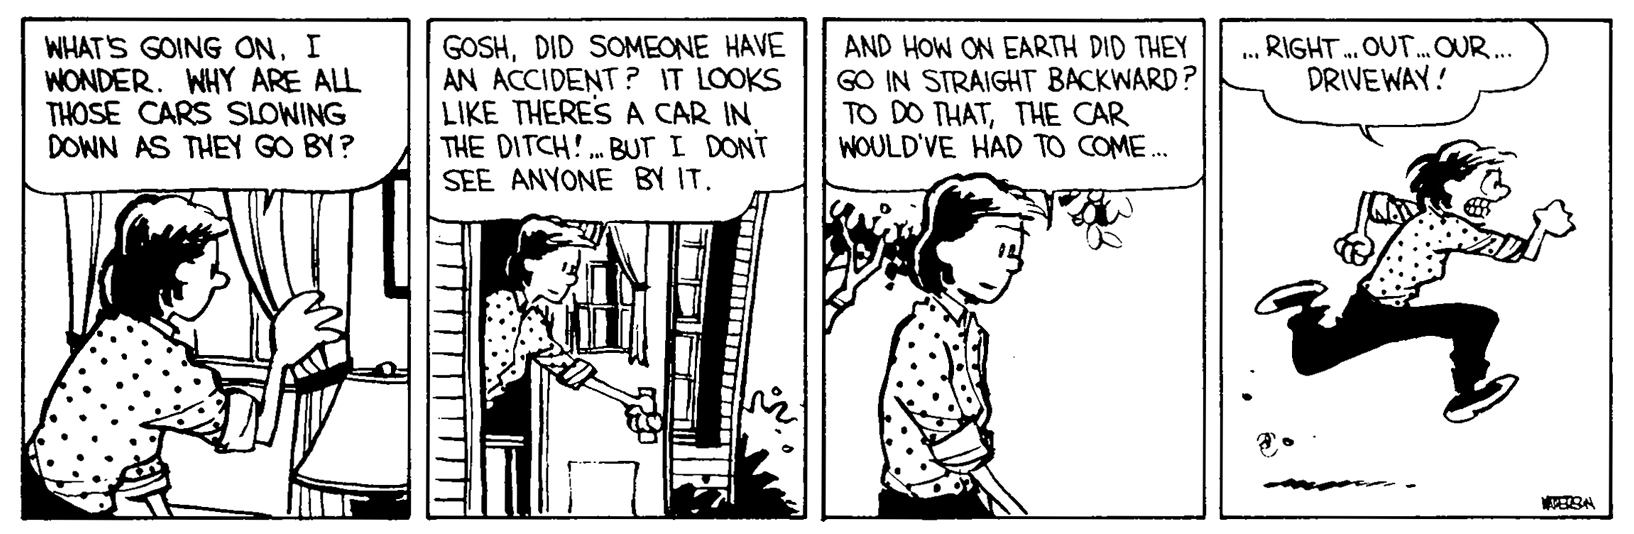 WHAT'S GOING ON, I
WONDER. WHY ARE ALL
THOSE CARS SLOWING
DOWN AS THEY GO BY?
GOSH, DID SOMEONE HAVE
AN ACCIDENT? IT LOOKS
LIKE THERE'S A CAR IN
THE DITCH!... BUT I DON'T
SEE ANYONE BY IT.
AND HOW ON EARTH DID THEY
GO IN STRAIGHT BACKWARD?
TO DO THAT, THE CAR
WOULD'VE HAD TO COME...
...RIGHT...OUT...OUR...
DRIVEWAY!
WATERSON